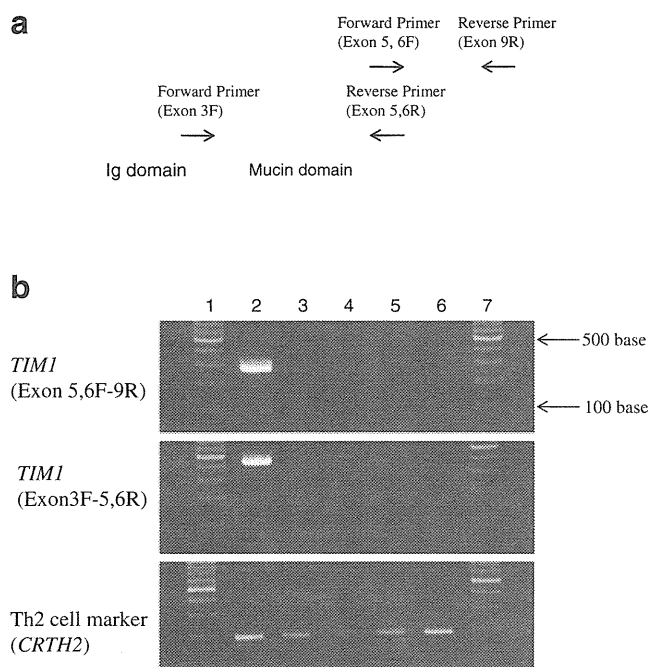 a
Forward Primer
(Exon 5, 6F)
Reverse Primer
(Exon 9R)
Forward Primer
(Exon 3F)
Reverse Primer
(Exon 5,6R)
Ig domain
Mucin domain
b
1 2 3 4 5 6 7
TIM1
(Exon 5,6F-9R)
500 base
100 base
TIM1
(Exon3F-5,6R)
Th2 cell marker
(CRTH2)